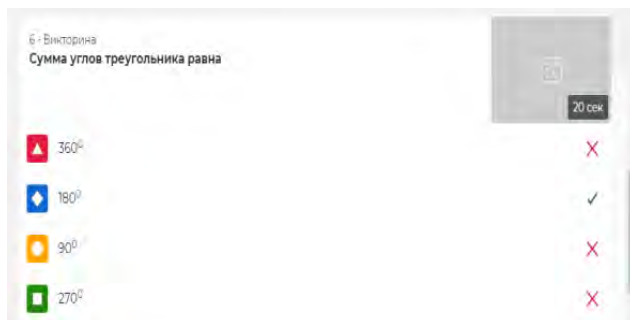 6 - Викторина
Сумма углов треугольника равна
20 сек
360⁰
180⁰
90⁰
270⁰